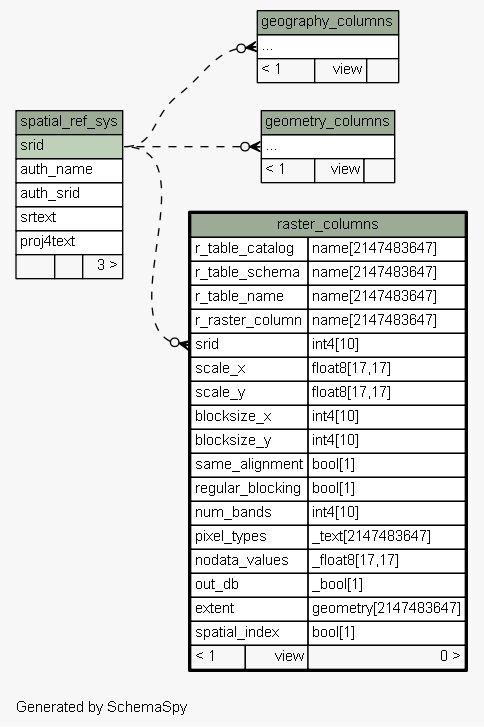 geography_columns
...
< 1 view
spatial_ref_sys
srid
auth_name
auth_srid
srtext
proj4text
3 >
geometry_columns
...
< 1 view
raster_columns
r_table_catalog name[2147483647]
r_table_schema name[2147483647]
r_table_name name[2147483647]
r_raster_column name[2147483647]
srid int4[10]
scale_x float8[17,17]
scale_y float8[17,17]
blocksize_x int4[10]
blocksize_y int4[10]
same_alignment bool[1]
regular_blocking bool[1]
num_bands int4[10]
pixel_types _text[2147483647]
nodata_values _float8[17,17]
out_db _bool[1]
extent geometry[2147483647]
spatial_index bool[1]
< 1 view 0 >
Generated by SchemaSpy